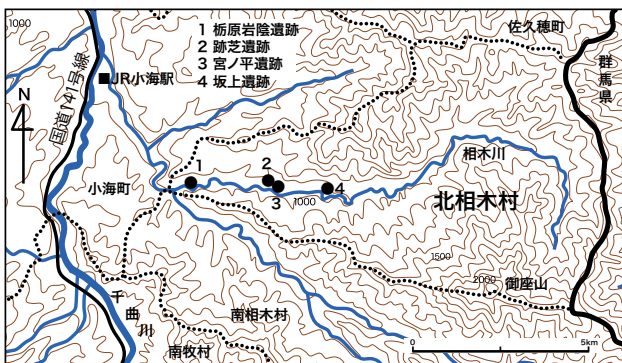 1000
1 栃原岩陰遺跡
2 跡芝遺跡
3 宮ノ平遺跡
4 坂上遺跡
佐久穂町
群馬県
JR小海駅
国道141号線
N
小海町
1
2
3
4
1000
相木川
北相木村
1500
2000
御座山
千曲川
南相木村
南牧村
0
5km